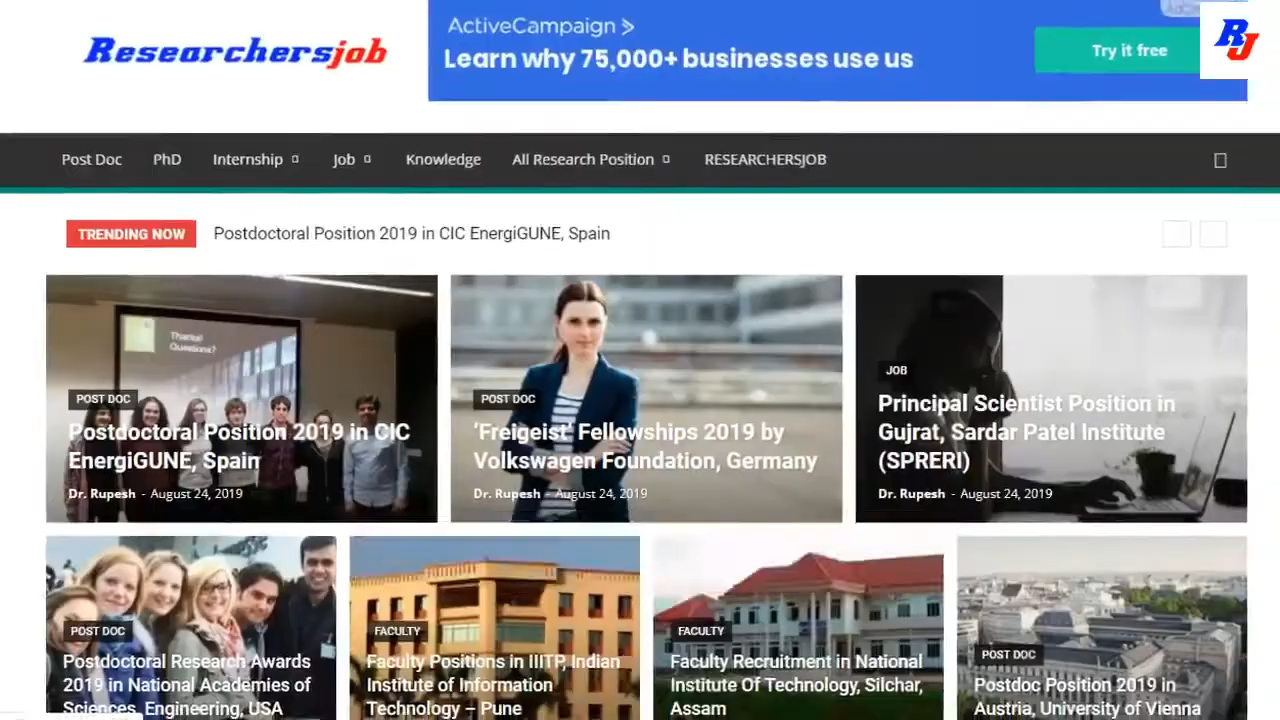 ActiveCampaign >
Researchersjob
Learn why 75,000+ businesses use us
Try it free
RJ
Post Doc PhD Internship Job Knowledge All Research Position RESEARCHERSJOB
TRENDING NOW Postdoctoral Position 2019 in CIC EnergiGUNE, Spain
Thanks!
Questions?
POST DOC
Postdoctoral Position 2019 in CIC
EnergiGUNE, Spain
Dr. Rupesh - August 24, 2019
POST DOC
‘Freigeist’ Fellowships 2019 by
Volkswagen Foundation, Germany
Dr. Rupesh - August 24, 2019
JOB
Principal Scientist Position in
Gujrat, Sardar Patel Institute
(SPRERI)
Dr. Rupesh - August 24, 2019
POST DOC
Postdoctoral Research Awards
2019 in National Academies of
Sciences, Engineering, USA
FACULTY
Faculty Positions in IIITP, Indian
Institute of Information
Technology – Pune
FACULTY
Faculty Recruitment in National
Institute Of Technology, Silchar,
Assam
POST DOC
Postdoc Position 2019 in
Austria, University of Vienna